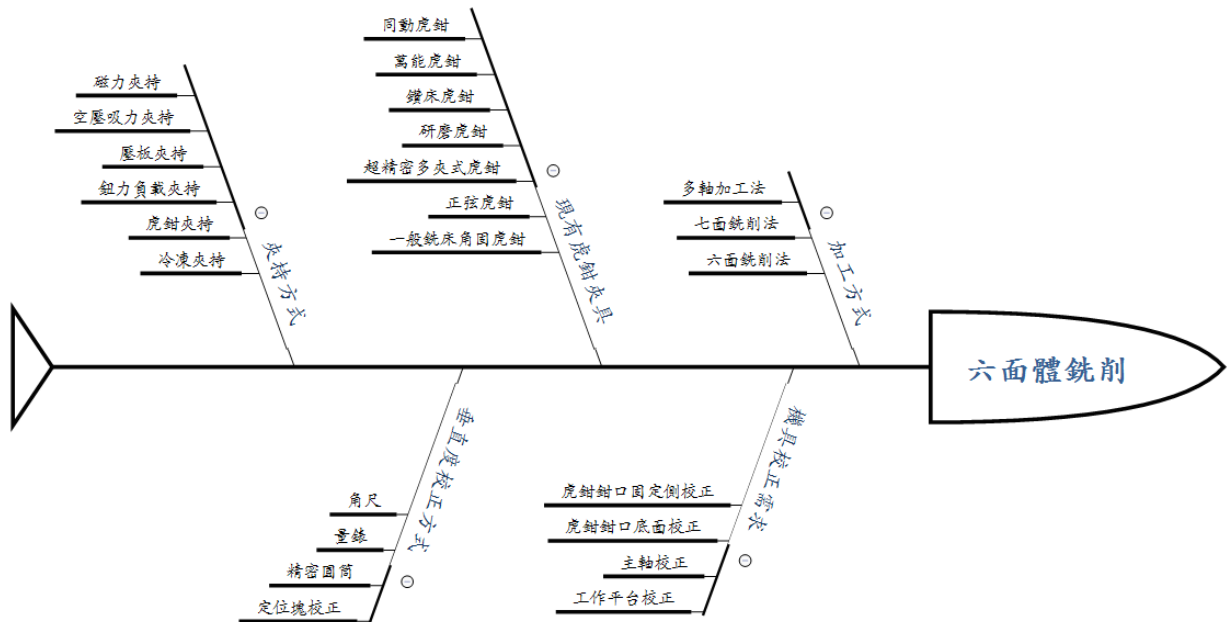 磁力夾持
空壓吸力夾持
壓板夾持
鈕力負載夾持
虎鉗夾持
冷凍夾持
夾持方式
同動虎鉗
萬能虎鉗
鑽床虎鉗
研磨虎鉗
超精密多夾式虎鉗
正弦虎鉗
一般銑床角固虎鉗
現有虎鉗夾具
多軸加工法
七面銑削法
六面銑削法
加工方式
六面體銑削
角尺
量錶
精密圓筒
定位塊校正
垂直度校正方式
虎鉗鉗口固定側校正
虎鉗鉗口底面校正
主軸校正
工作平台校正
機具校正需求